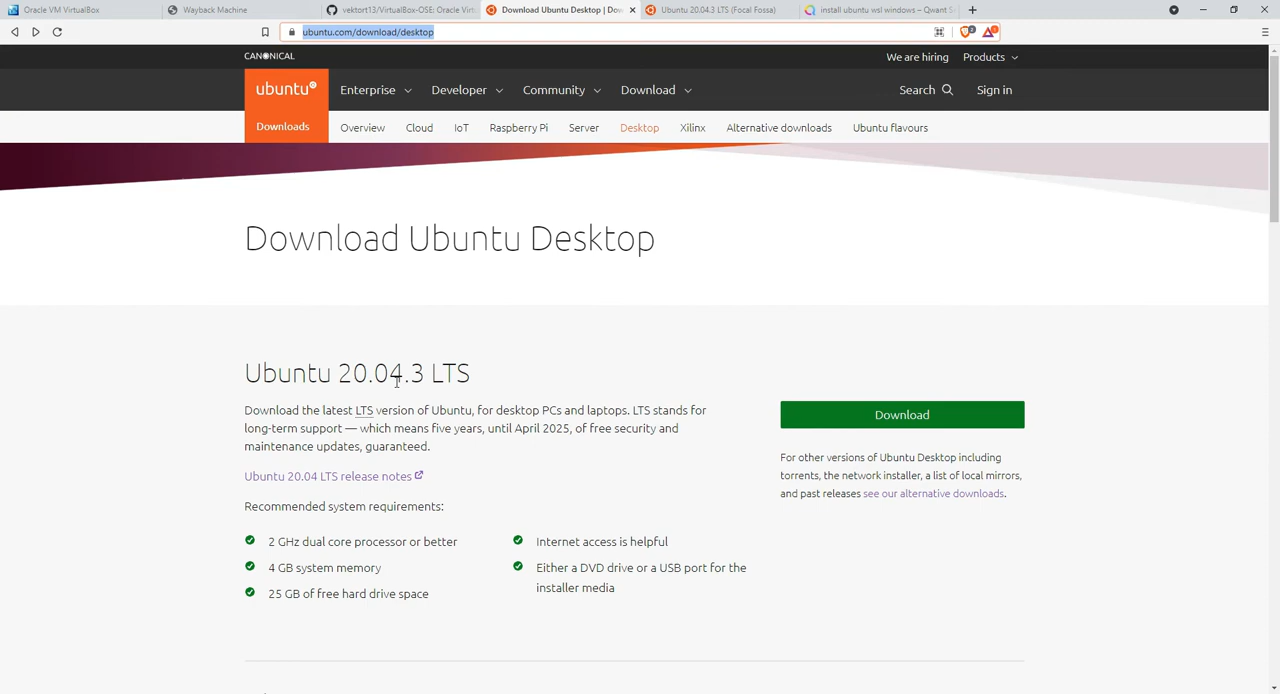 Oracle VM VirtualBox
Wayback Machine
vektort13/VirtualBox-OSE: Oracle Virt
Download Ubuntu Desktop | Dow
Ubuntu 20.04.3 LTS (Focal Fossa)
install ubuntu wsl windows – Qwant S
ubuntu.com/download/desktop
CANONICAL
We are hiring
Products
ubuntu
Enterprise
Developer
Community
Download
Search
Sign in
Downloads
Overview
Cloud
IoT
Raspberry Pi
Server
Desktop
Xilinx
Alternative downloads
Ubuntu flavours
Download Ubuntu Desktop
Ubuntu 20.04.3 LTS
Download the latest LTS version of Ubuntu, for desktop PCs and laptops. LTS stands for
long-term support — which means five years, until April 2025, of free security and
maintenance updates, guaranteed.
Ubuntu 20.04 LTS release notes
Recommended system requirements:
2 GHz dual core processor or better
4 GB system memory
25 GB of free hard drive space
Internet access is helpful
Either a DVD drive or a USB port for the
installer media
Download
For other versions of Ubuntu Desktop including
torrents, the network installer, a list of local mirrors,
and past releases see our alternative downloads.